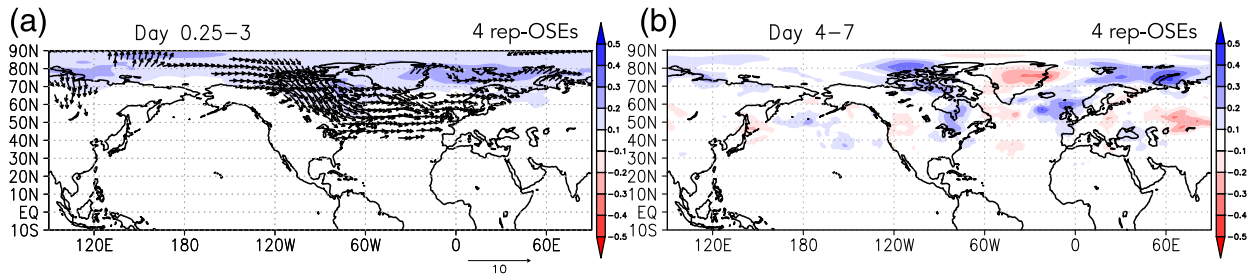 (a) Day 0.25–3 4 rep-OSEs
90N
80N
70N
60N
50N
40N
30N
20N
10N
EQ
10S
120E 180 120W 60W 0 60E
10
0.5
0.4
0.3
0.2
0.1
-0.1
-0.2
-0.3
-0.4
-0.5
(b) Day 4–7 4 rep-OSEs
90N
80N
70N
60N
50N
40N
30N
20N
10N
EQ
10S
120E 180 120W 60W 0 60E
0.5
0.4
0.3
0.2
0.1
-0.1
-0.2
-0.3
-0.4
-0.5